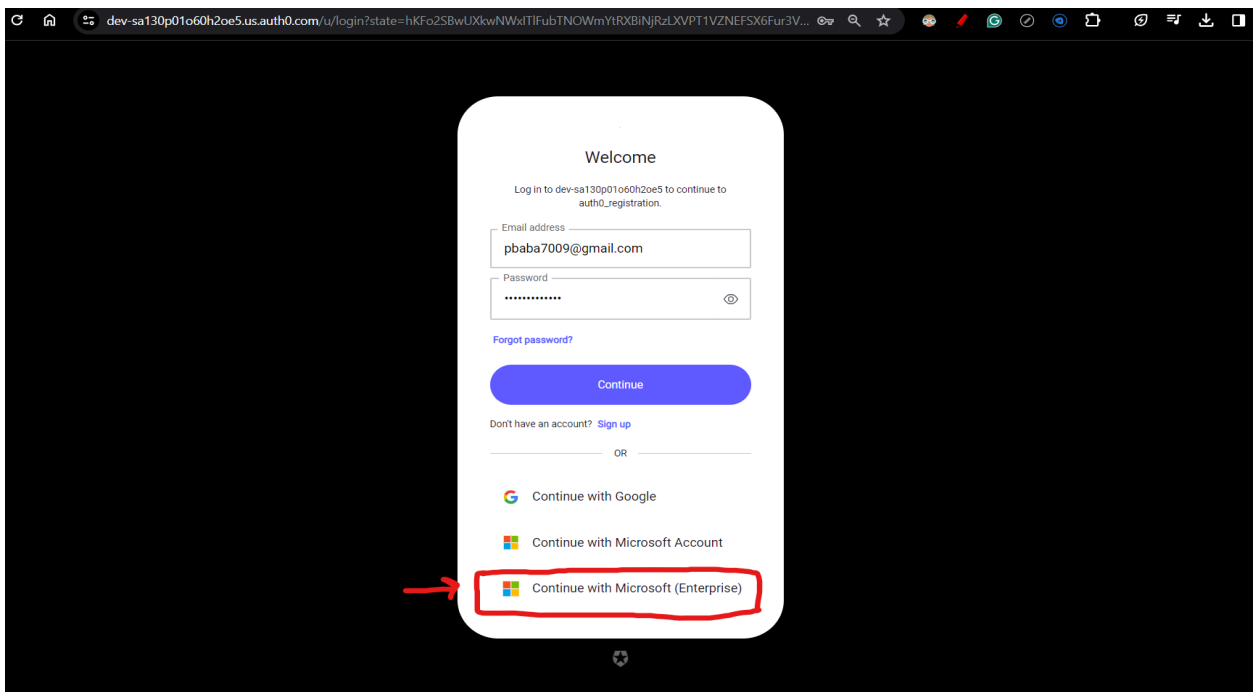 dev-sa130p01o60h2oe5.us.auth0.com/u/login?state=hKFo2SBwUXkwNWxITlFubTNOWmYtRXBiNjRzLXVPT1VZNEFSX6Fur3V...
Welcome
Log in to dev-sa130p01o60h2oe5 to continue to
auth0_registration.
Email address
pbaba7009@gmail.com
Password
•••••••••••••
Forgot password?
Continue
Don't have an account? Sign up
OR
Continue with Google
Continue with Microsoft Account
Continue with Microsoft (Enterprise)